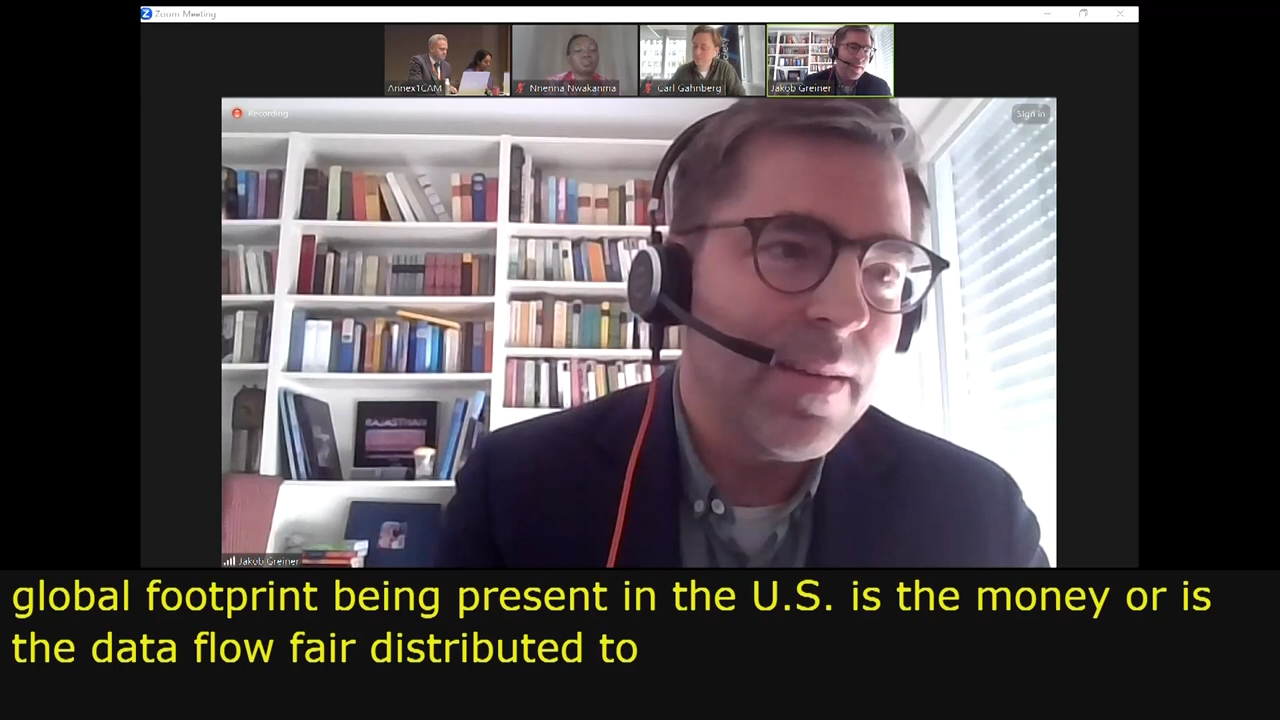 Zoom Meeting
Annex1CAM
Nnenna Nwakanma
Carl Gahnberg
Jakob Greiner
Recording
Sign in
RAJASTHAN
Jakob Greiner
global footprint being present in the U.S. is the money or is
the data flow fair distributed to